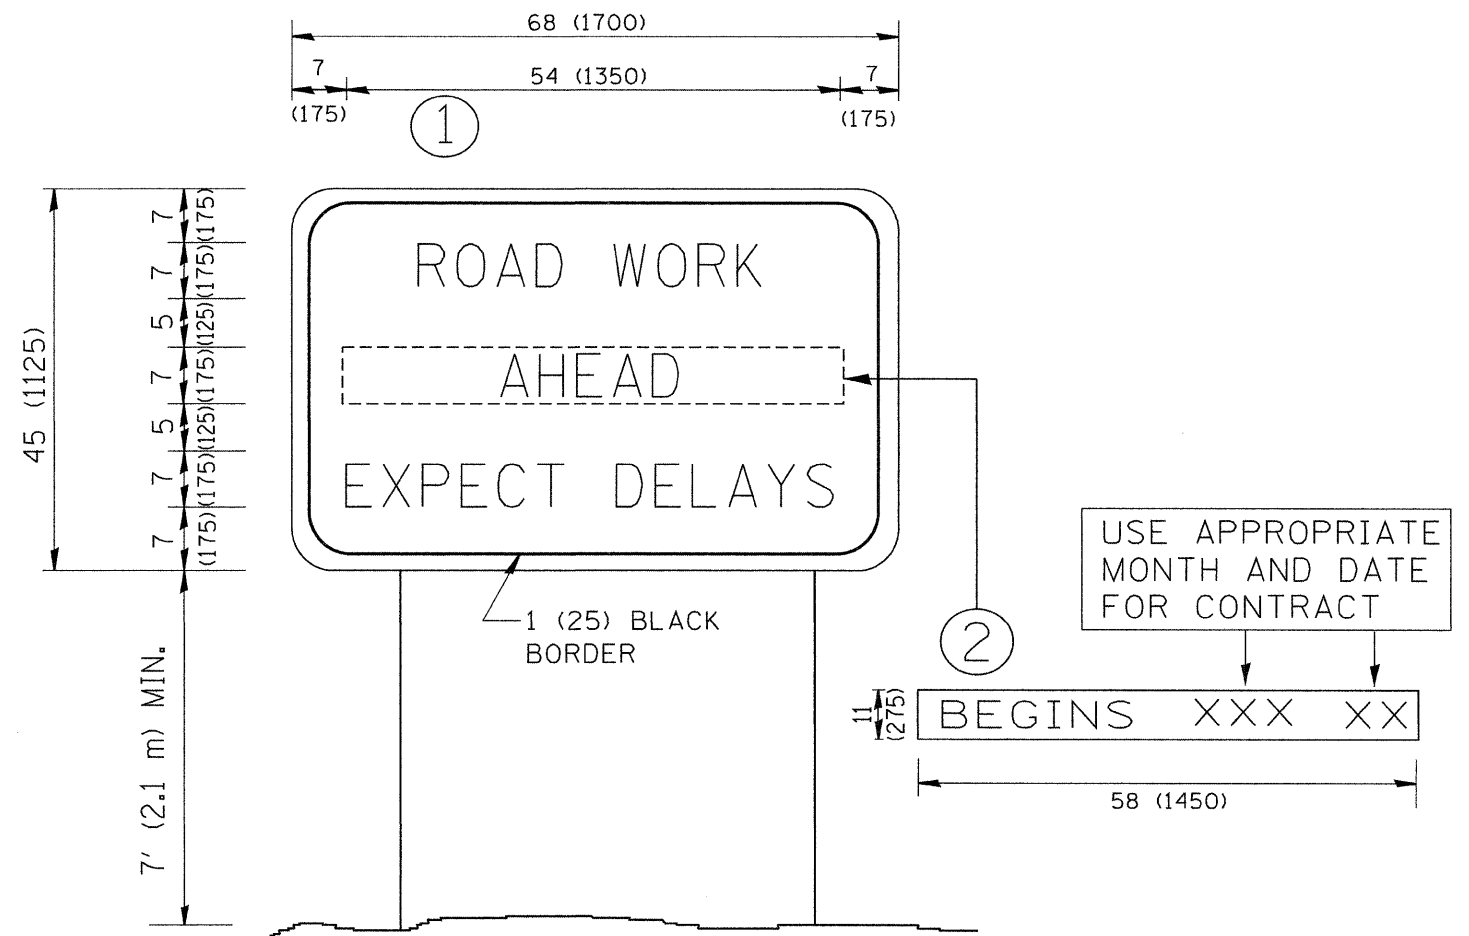 68 (1700)
7
54 (1350)
7
(175)
(175)
1
7
(175)
7
(175)
5
(125)
7
(175)
5
(125)
7
(175)
7
(175)
45 (1125)
ROAD WORK
AHEAD
EXPECT DELAYS
1 (25) BLACK
BORDER
7' (2.1 m) MIN.
USE APPROPRIATE
MONTH AND DATE
FOR CONTRACT
2
11
(275)
BEGINS XXX XX
58 (1450)